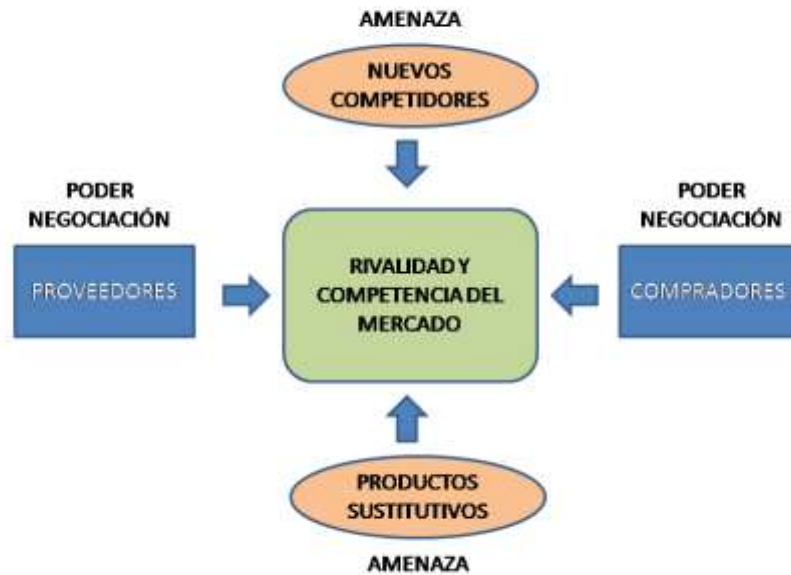 AMENAZA
NUEVOS
COMPETIDORES
PODER
NEGOCIACIÓN
PROVEEDORES
RIVALIDAD Y
COMPETENCIA DEL
MERCADO
PODER
NEGOCIACIÓN
COMPRADORES
PRODUCTOS
SUSTITUTIVOS
AMENAZA